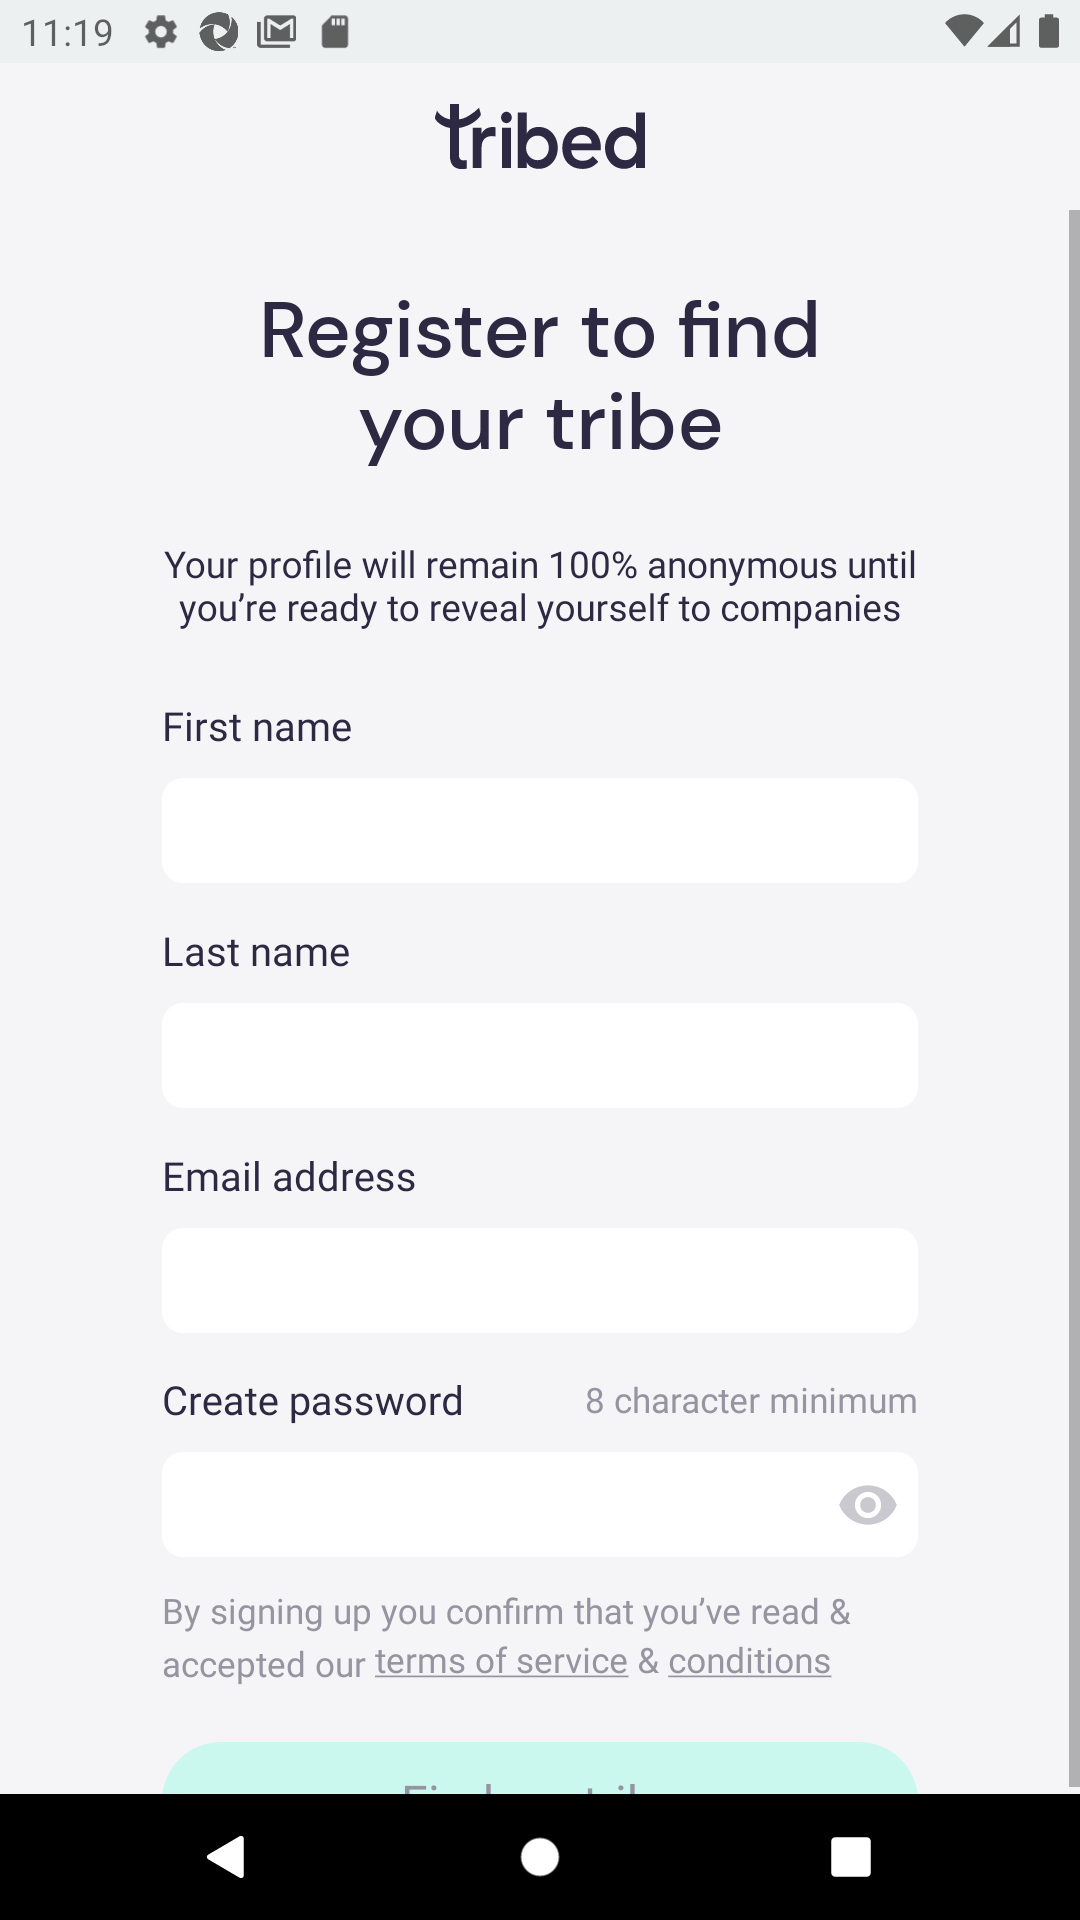 11:19
tribed
Register to find
your tribe
Your profile will remain 100% anonymous until
you’re ready to reveal yourself to companies
First name
Last name
Email address
Create password 8 character minimum
By signing up you confirm that you’ve read &
accepted our terms of service & conditions